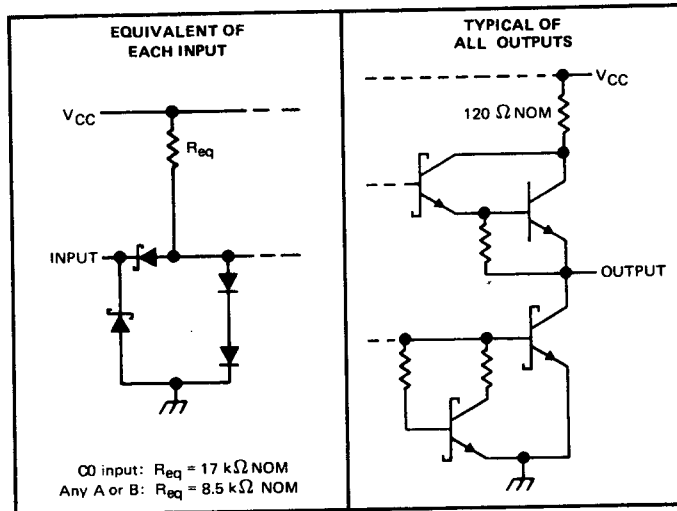 EQUIVALENT OF
EACH INPUT
VCC
Req
INPUT
C0 input: Req = 17 kΩ NOM
Any A or B: Req = 8.5 kΩ NOM
TYPICAL OF
ALL OUTPUTS
VCC
120 Ω NOM
OUTPUT